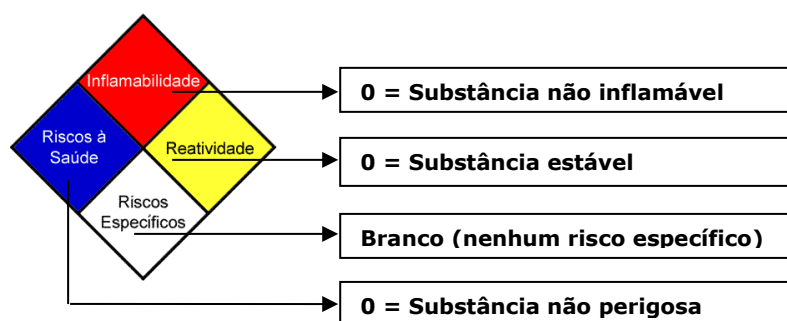 Inflamabilidade
0 = Substância não inflamável
Riscos à
Saúde
Reatividade
0 = Substância estável
Riscos
Específicos
Branco (nenhum risco específico)
0 = Substância não perigosa